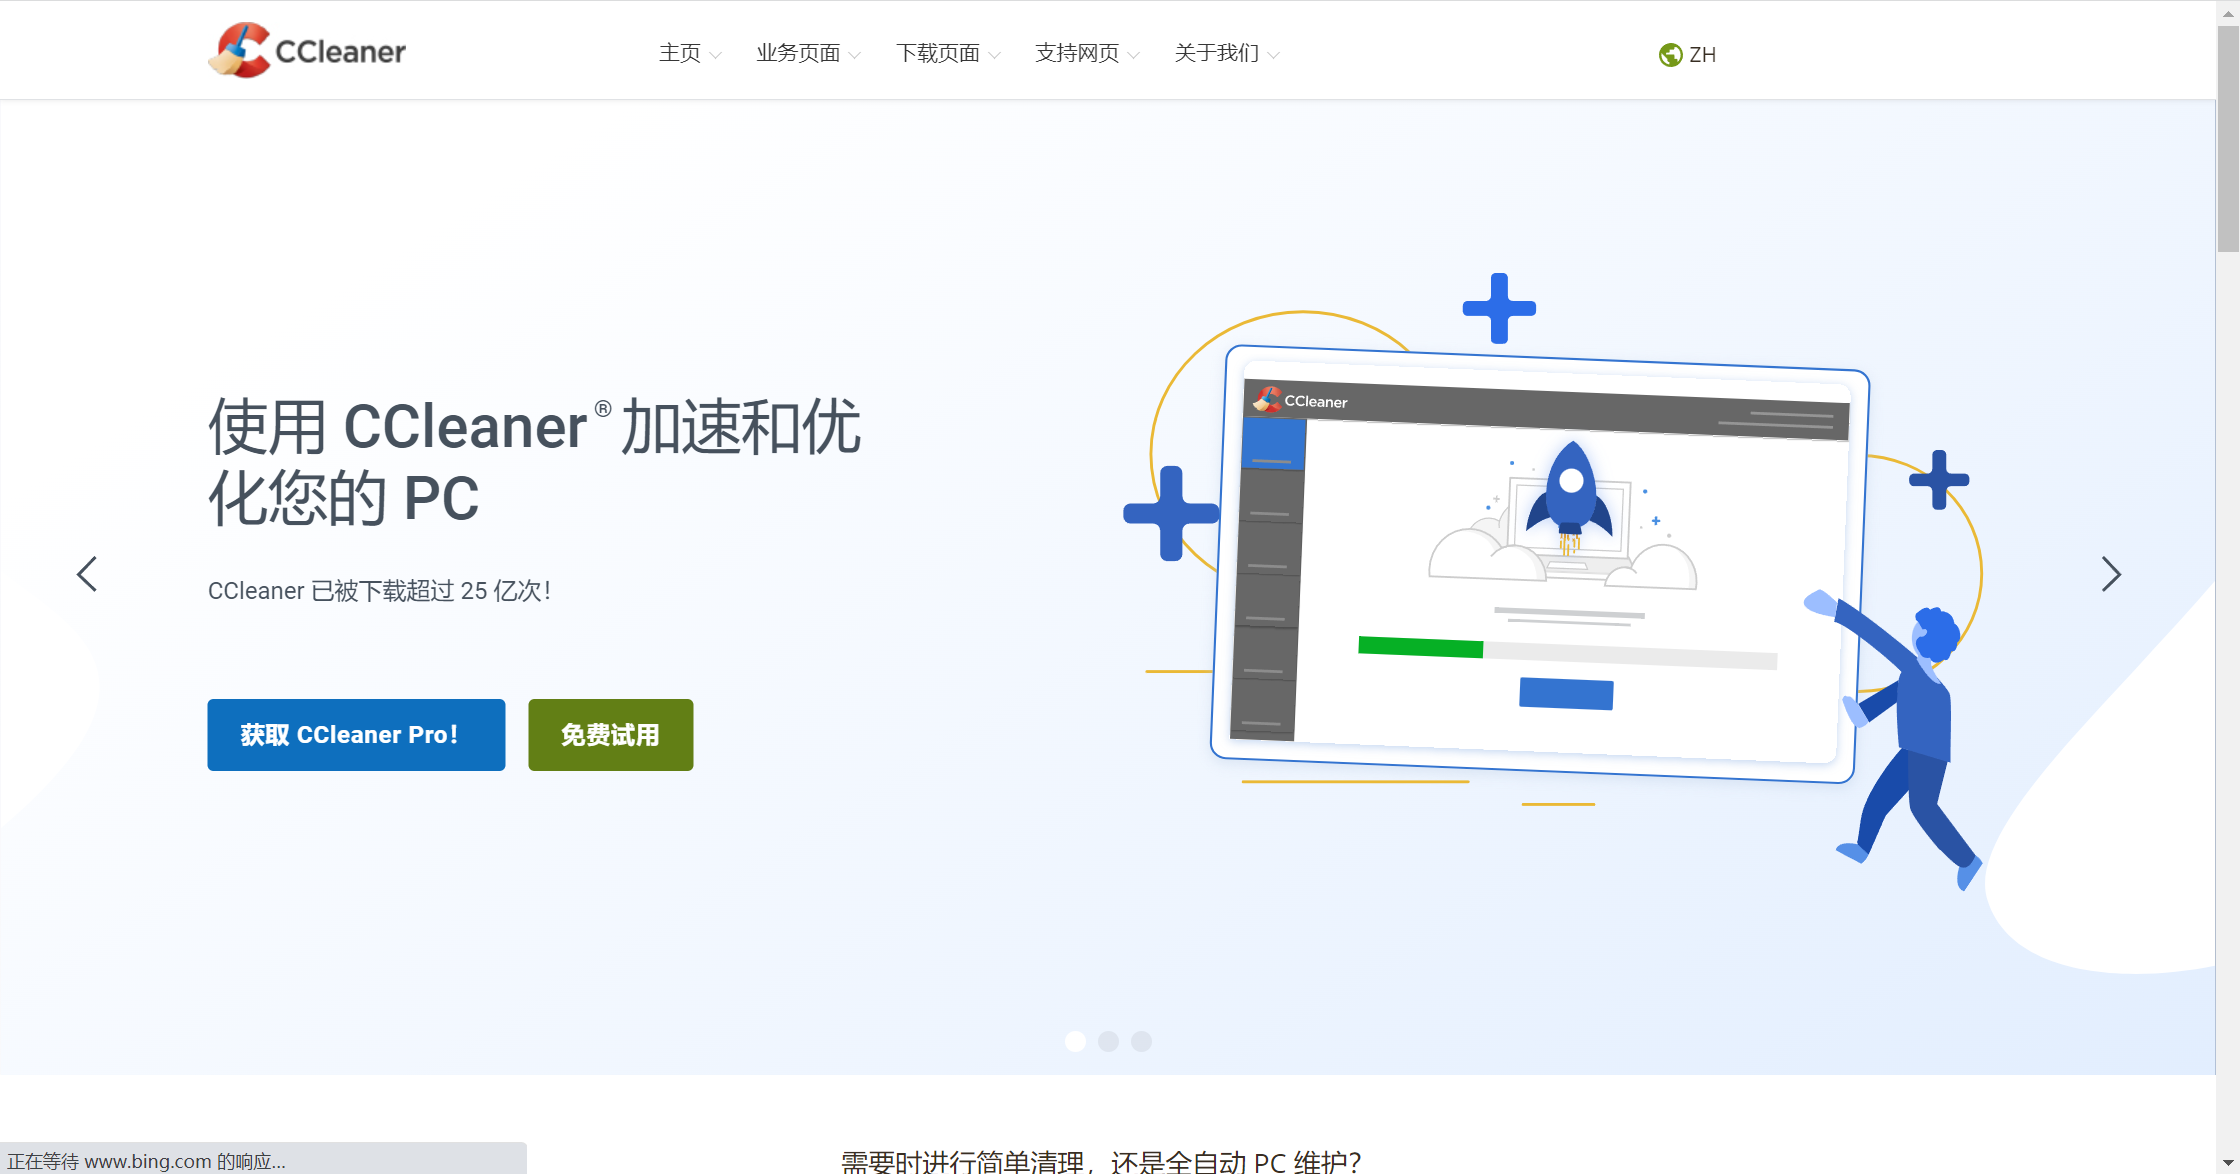 CCleaner
主页
业务页面
下载页面
支持网页
关于我们
ZH
使用 CCleaner® 加速和优
化您的 PC
CCleaner 已被下载超过 25 亿次！
获取 CCleaner Pro！
免费试用
CCleaner
需要时进行简单清理，还是全自动 PC 维护？
正在等待 www.bing.com 的响应...